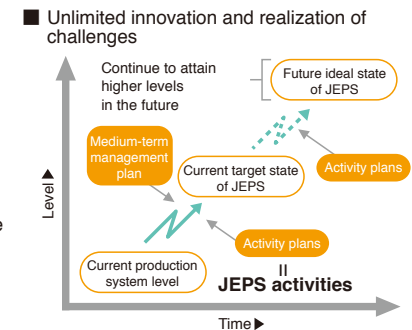 ■ Unlimited innovation and realization of
challenges
Continue to attain
higher levels
in the future
Future ideal state
of JEPS
Medium-term
management
plan
Current target state
of JEPS
Activity plans
Level▶
Activity plans
Current production
system level
=
JEPS activities
Time▶
e